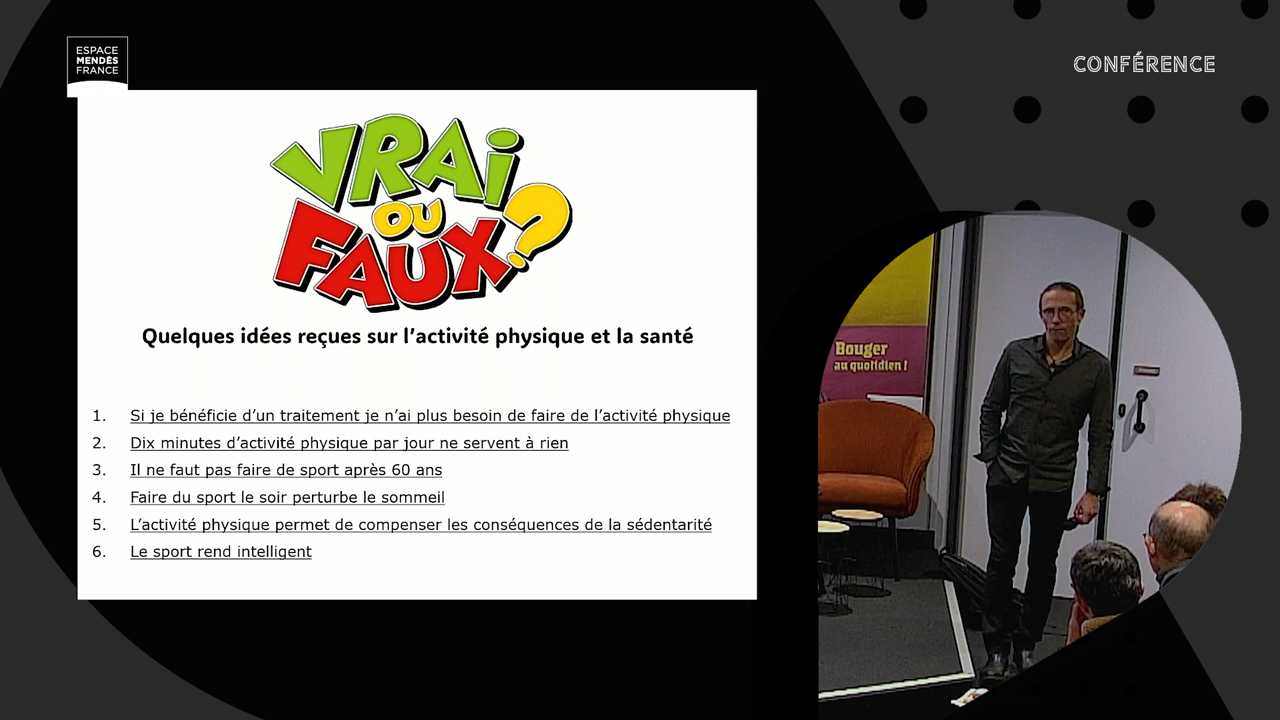 ESPACE
MENDÈS
FRANCE
CONFÉRENCE
VRAI
OU
FAUX?
Quelques idées reçues sur l'activité physique et la santé
1. Si je bénéficie d'un traitement je n'ai plus besoin de faire de l'activité physique
2. Dix minutes d'activité physique par jour ne servent à rien
3. Il ne faut pas faire de sport après 60 ans
4. Faire du sport le soir perturbe le sommeil
5. L'activité physique permet de compenser les conséquences de la sédentarité
6. Le sport rend intelligent
Bouger
au quotidien !